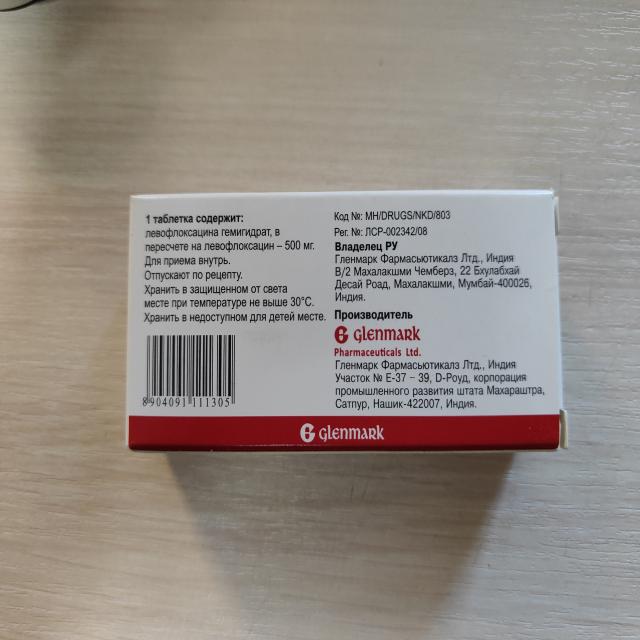 1 таблетка содержит:
левофлоксацина гемигидрат, в
пересчете на левофлоксацин – 500 мг.
Для приема внутрь.
Отпускают по рецепту.
Хранить в защищенном от света
месте при температуре не выше 30°С.
Хранить в недоступном для детей месте.
8904091111305
Код №: MH/DRUGS/NKD/803
Рег. №: ЛСР-002342/08
Владелец РУ
Гленмарк Фармасьютикалз Лтд., Индия
В/2 Махалакшми Чемберз, 22 Бхулабхай
Десай Роад, Махалакшми, Мумбай-400026,
Индия.
Производитель
Glenmark
Pharmaceuticals Ltd.
Гленмарк Фармасьютикалз Лтд., Индия
Участок № Е-37 – 39, D-Роуд, корпорация
промышленного развития штата Махараштра,
Сатпур, Нашик-422007, Индия.
Glenmark